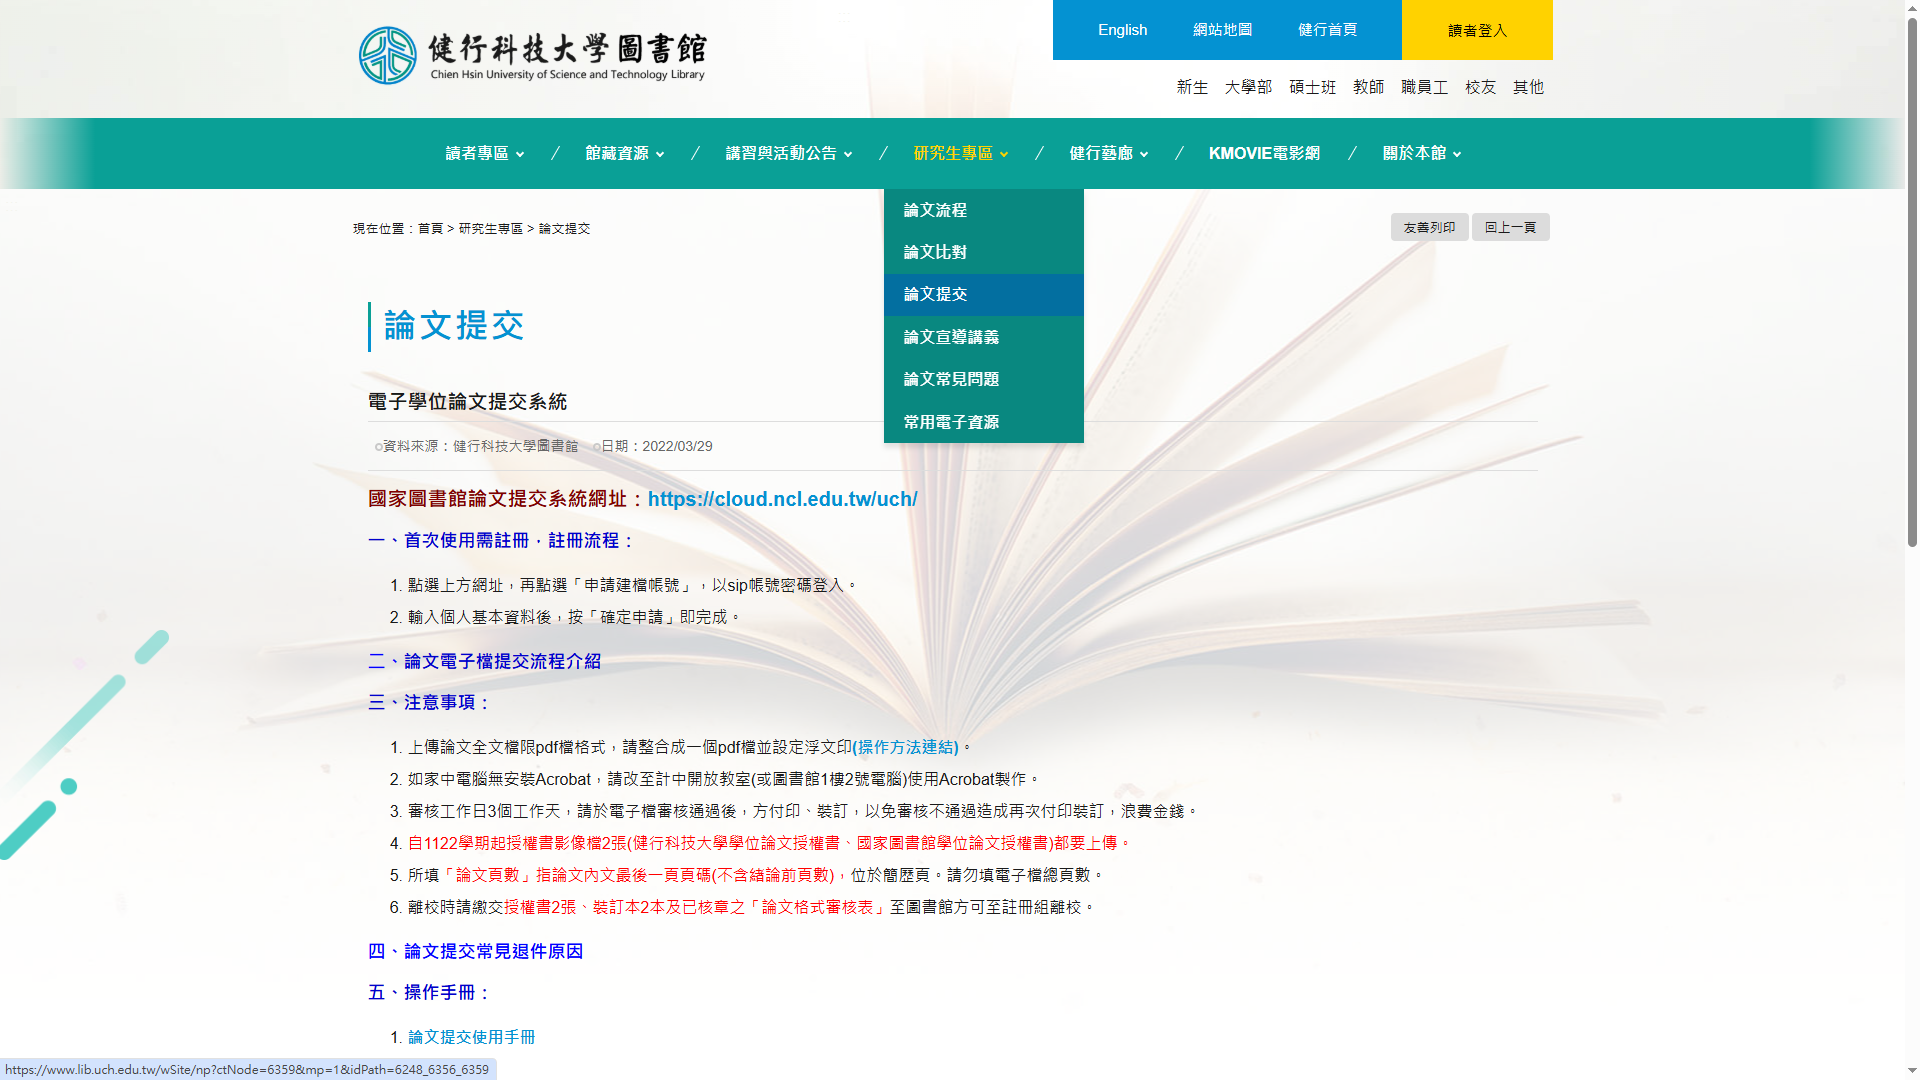 健行科技大學圖書館
Chien Hsin University of Science and Technology Library
English 網站地圖 健行首頁 讀者登入
新生 大學部 碩士班 教師 職員工 校友 其他
讀者專區 / 館藏資源 / 講習與活動公告 / 研究生專區 / 健行藝廊 / KMOVIE電影網 / 關於本館
論文流程
論文比對
論文提交
論文宣導講義
論文常見問題
常用電子資源
現在位置：首頁 > 研究生專區 > 論文提交
友善列印 回上一頁
論文提交
電子學位論文提交系統
資料來源：健行科技大學圖書館 日期：2022/03/29
國家圖書館論文提交系統網址：https://cloud.ncl.edu.tw/uch/
一、首次使用需註冊，註冊流程：
1. 點選上方網址，再點選「申請建檔帳號」，以sip帳號密碼登入。
2. 輸入個人基本資料後，按「確定申請」即完成。
二、論文電子檔提交流程介紹
三、注意事項：
1. 上傳論文全文檔限pdf檔格式，請整合成一個pdf檔並設定浮文印(操作方法連結)。
2. 如家中電腦無安裝Acrobat，請改至計中開放教室(或圖書館1樓2號電腦)使用Acrobat製作。
3. 審核工作日3個工作天，請於電子檔審核通過後，方付印、裝訂，以免審核不通過造成再次付印裝訂，浪費金錢。
4. 自1122學期起授權書影像檔2張(健行科技大學學位論文授權書、國家圖書館學位論文授權書)都要上傳。
5. 所填「論文頁數」指論文內文最後一頁頁碼(不含緒論前頁數)，位於簡歷頁。請勿填電子檔總頁數。
6. 離校時請繳交授權書2張、裝訂本2本及已核章之「論文格式審核表」至圖書館方可至註冊組離校。
四、論文提交常見退件原因
五、操作手冊：
1. 論文提交使用手冊
https://www.lib.uch.edu.tw/wSite/np?ctNode=6359&mp=1&idPath=6248_6356_6359